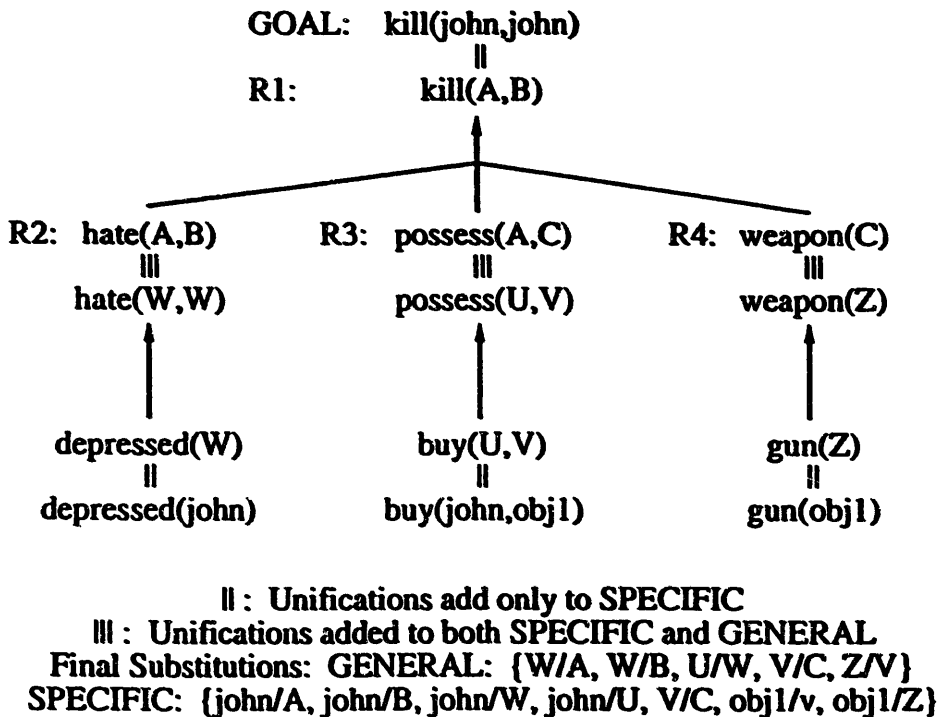 GOAL: kill(john,john)
||
R1: kill(A,B)
R2: hate(A,B) R3: possess(A,C) R4: weapon(C)
||| ||| |||
hate(W,W) possess(U,V) weapon(Z)
depressed(W) buy(U,V) gun(Z)
|| || ||
depressed(john) buy(john,obj1) gun(obj1)
|| : Unifications add only to SPECIFIC
||| : Unifications added to both SPECIFIC and GENERAL
Final Substitutions: GENERAL: {W/A, W/B, U/W, V/C, Z/V}
SPECIFIC: {john/A, john/B, john/W, john/U, V/C, obj1/v, obj1/Z}